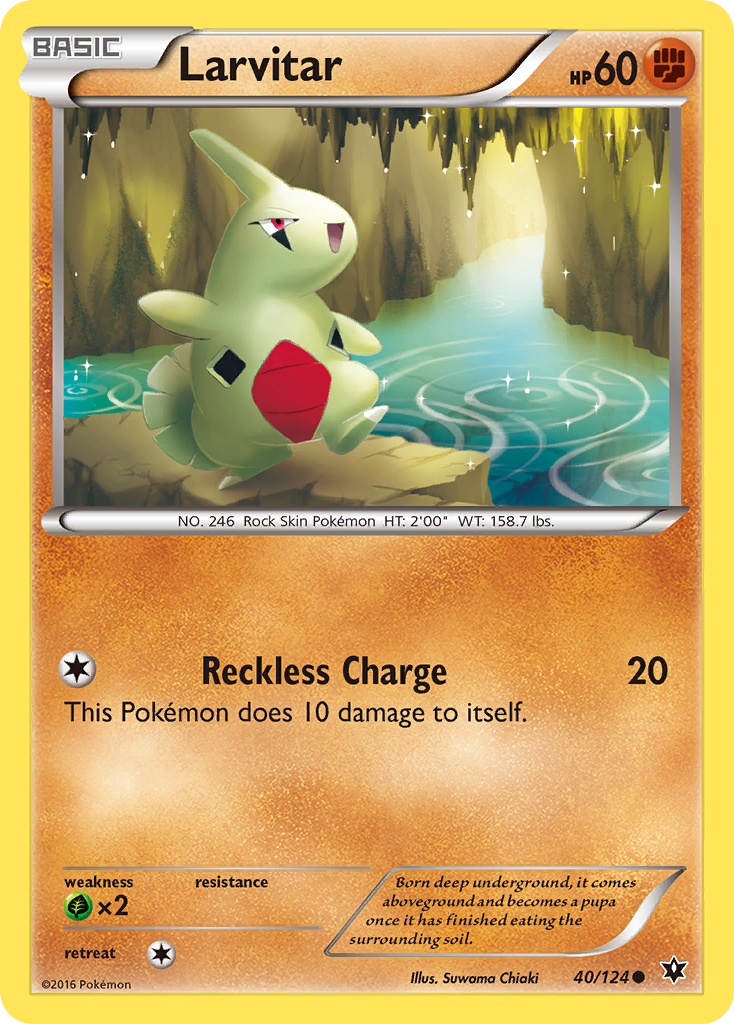 BASIC
Larvitar
HP60
NO. 246 Rock Skin Pokémon HT: 2'00" WT: 158.7 lbs.
Reckless Charge 20
This Pokémon does 10 damage to itself.
weakness resistance
×2
retreat
Born deep underground, it comes
aboveground and becomes a pupa
once it has finished eating the
surrounding soil.
©2016 Pokémon
Illus. Suwama Chiaki
40/124